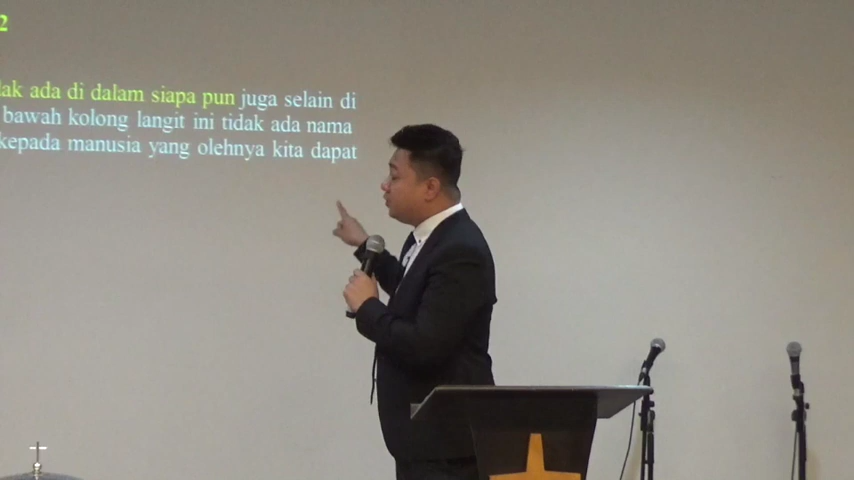 2
ada di dalam siapa pun juga selain di
bawah kolong langit ini tidak ada nama
kepada manusia yang olehnya kita dapat